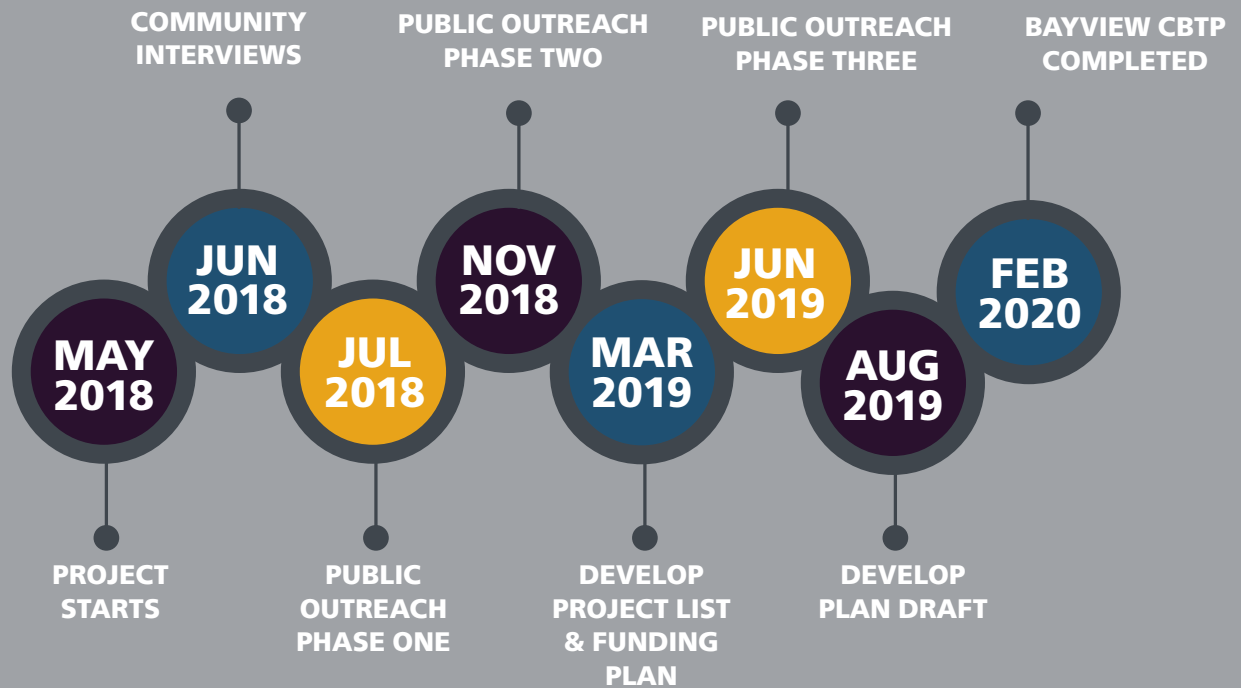 COMMUNITY
INTERVIEWS
PUBLIC OUTREACH
PHASE TWO
PUBLIC OUTREACH
PHASE THREE
BAYVIEW CBTP
COMPLETED
MAY
2018
JUN
2018
JUL
2018
NOV
2018
MAR
2019
JUN
2019
AUG
2019
FEB
2020
PROJECT
STARTS
PUBLIC
OUTREACH
PHASE ONE
DEVELOP
PROJECT LIST
& FUNDING
PLAN
DEVELOP
PLAN DRAFT